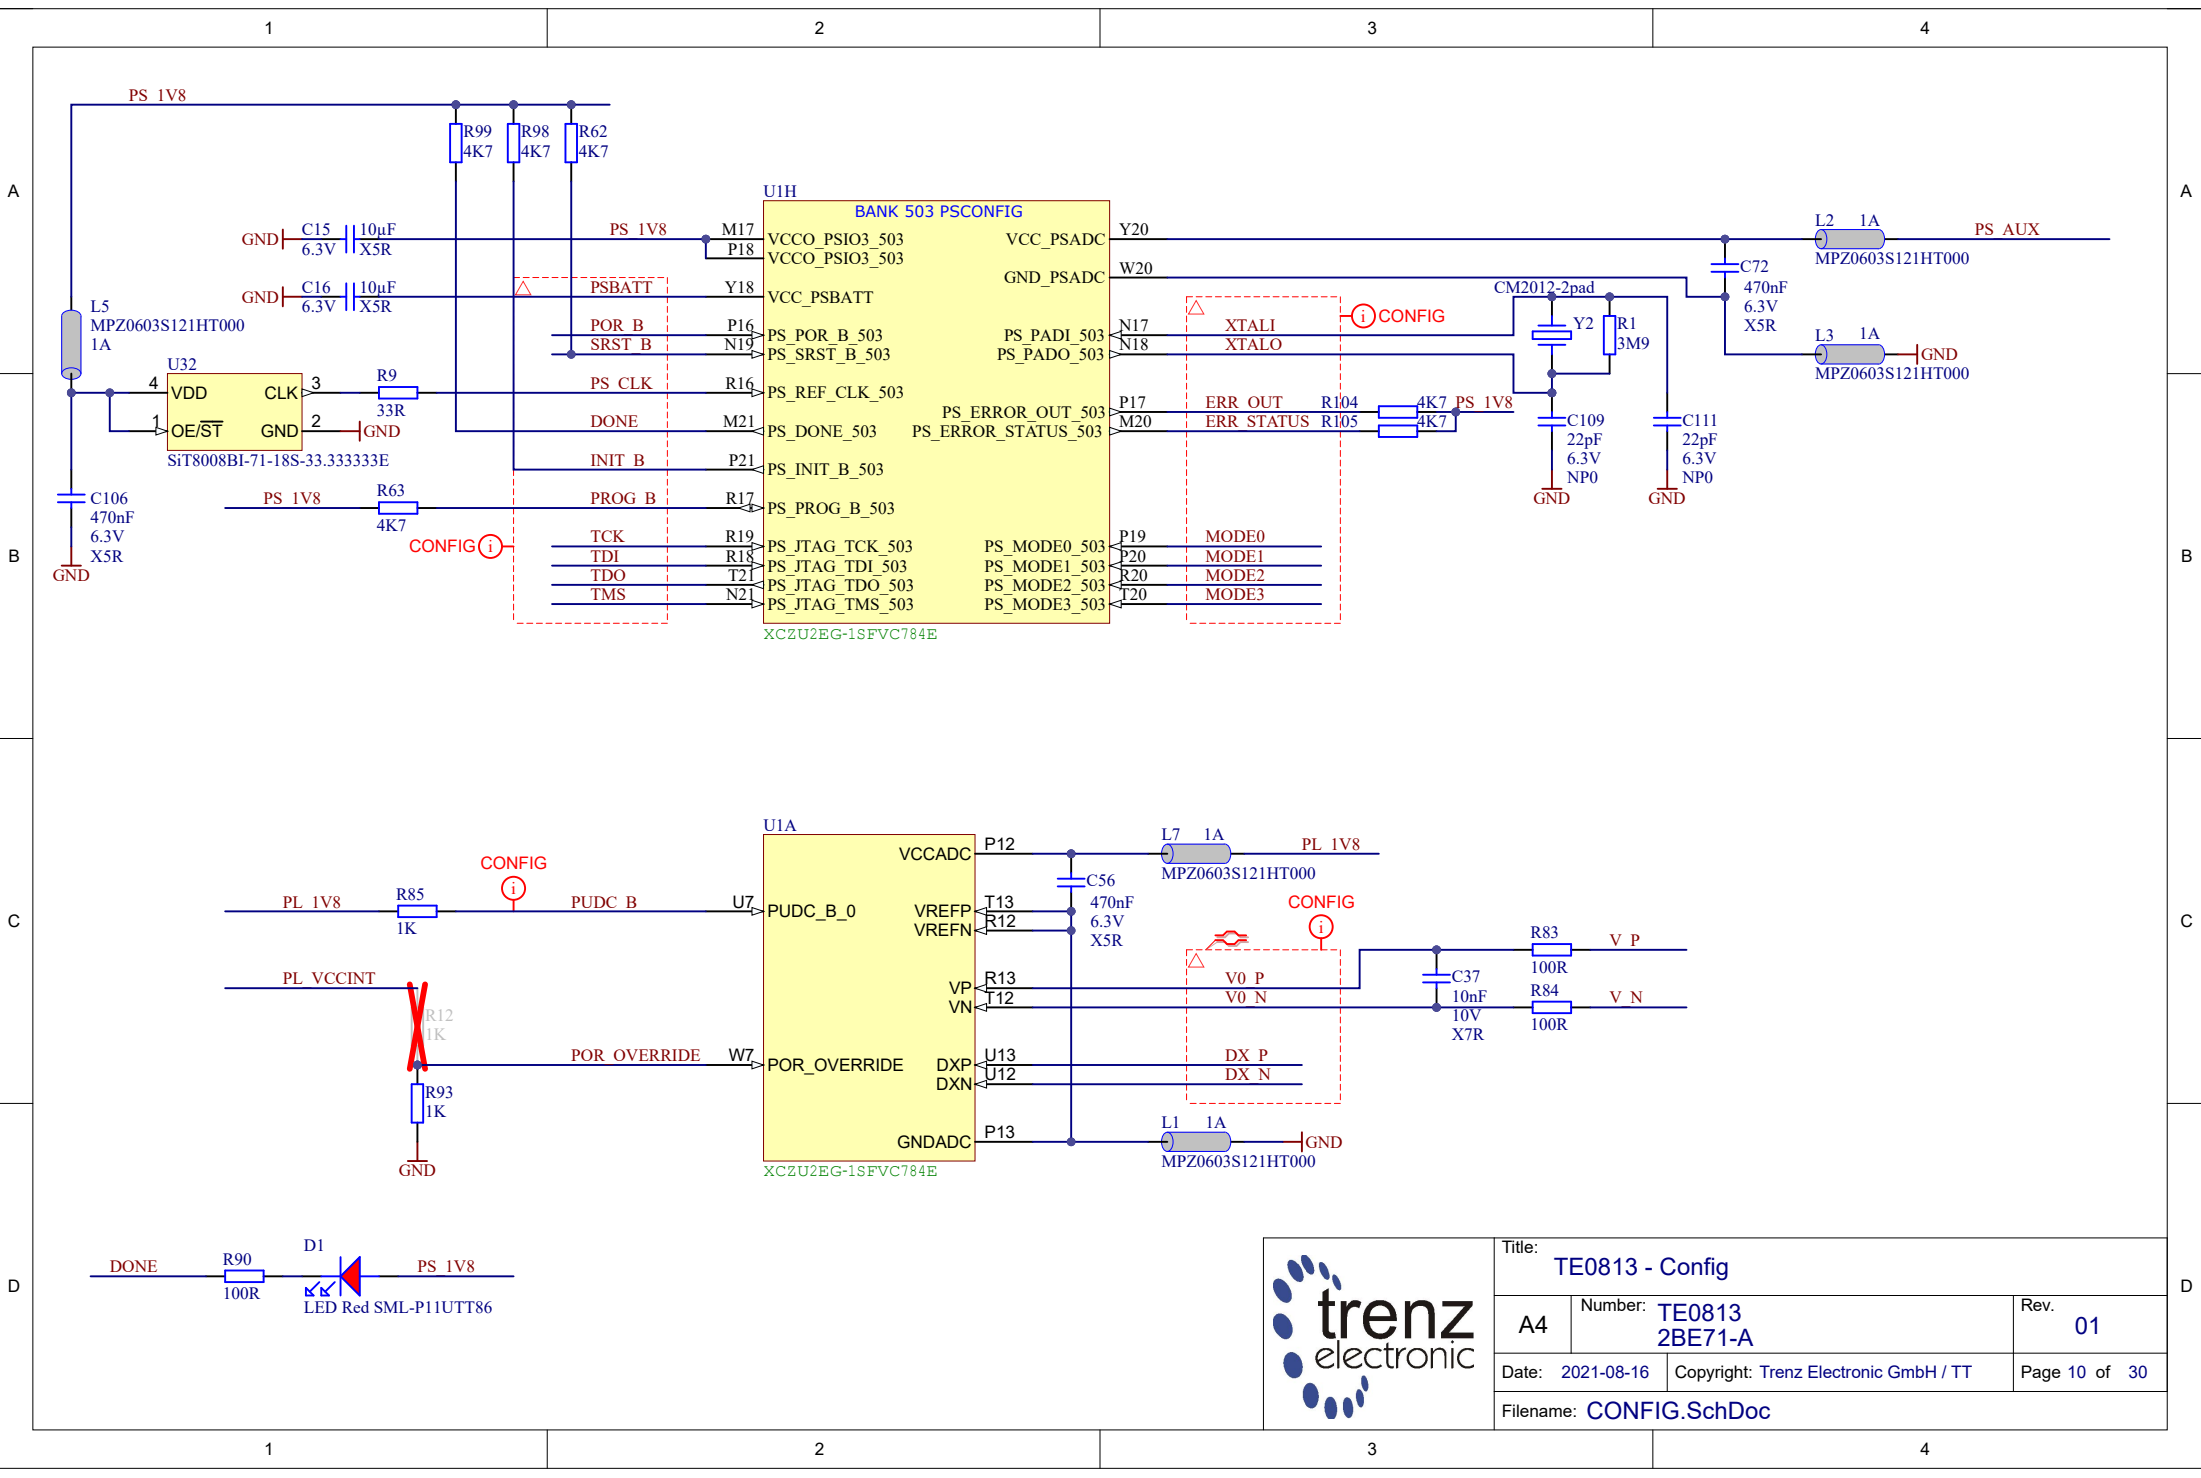 1 2 3 4
A A
B B
C C
D D
PS_1V8
R99
4K7
R98
4K7
R62
4K7
U1H
BANK 503 PSCONFIG
GND
C15
6.3V
10µF
X5R
PS_1V8
M17
P18
VCCO_PSIO3_503
VCCO_PSIO3_503
GND
C16
6.3V
10µF
X5R
PSBATT
Y18
VCC_PSBATT
POR_B
P16
PS_POR_B_503
SRST_B
N19
PS_SRST_B_503
L5
MPZ0603S121HT000
1A
U32
4
VDD
CLK
3
1
OE/ST
GND
2
GND
SiT8008BI-71-18S-33.333333E
R9
33R
PS_CLK
R16
PS_REF_CLK_503
DONE
M21
PS_DONE_503
INIT_B
P21
PS_INIT_B_503
C106
470nF
6.3V
X5R
GND
PS_1V8
R63
4K7
PROG_B
R17
PS_PROG_B_503
CONFIG
i
TCK
R19
PS_JTAG_TCK_503
TDI
R18
PS_JTAG_TDI_503
TDO
T21
PS_JTAG_TDO_503
TMS
N21
PS_JTAG_TMS_503
XCZU2EG-1SFVC784E
VCC_PSADC
Y20
GND_PSADC
W20
L2 1A
MPZ0603S121HT000
PS_AUX
C72
470nF
6.3V
X5R
L3 1A
MPZ0603S121HT000
GND
i
CONFIG
PS_PADI_503
N17
XTALI
PS_PADO_503
N18
XTALO
CM2012-2pad
Y2
R1
3M9
PS_ERROR_OUT_503
P17
ERR_OUT
R104
4K7
PS_1V8
PS_ERROR_STATUS_503
M20
ERR_STATUS
R105
4K7
C109
22pF
6.3V
NP0
GND
C111
22pF
6.3V
NP0
GND
PS_MODE0_503
P19
MODE0
PS_MODE1_503
P20
MODE1
PS_MODE2_503
R20
MODE2
PS_MODE3_503
T20
MODE3
U1A
CONFIG
i
PL_1V8
R85
1K
PUDC_B
U7
PUDC_B_0
PL_VCCINT
R12
1K
POR_OVERRIDE
W7
POR_OVERRIDE
R93
1K
GND
XCZU2EG-1SFVC784E
VCCADC
P12
L7 1A
MPZ0603S121HT000
PL_1V8
C56
470nF
6.3V
X5R
VREFP
T13
VREFN
R12
CONFIG
i
VP
R13
V0_P
VN
T12
V0_N
C37
10nF
10V
X7R
R83
100R
V_P
R84
100R
V_N
DXP
U13
DX_P
DXN
U12
DX_N
GNDADC
P13
L1 1A
MPZ0603S121HT000
GND
DONE
R90
100R
D1
LED Red SML-P11UTT86
PS_1V8
trenz
electronic
Title:
TE0813 - Config
A4
Number: TE0813
2BE71-A
Rev.
01
Date: 2021-08-16
Copyright: Trenz Electronic GmbH / TT
Page 10 of 30
Filename: CONFIG.SchDoc
1 2 3 4